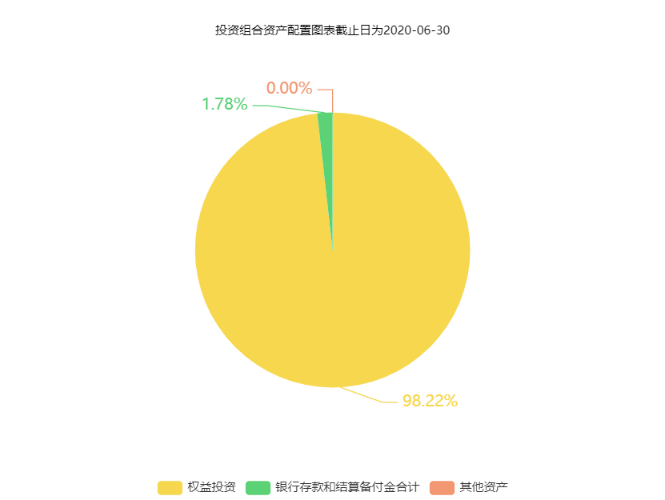 投资组合资产配置图表截止日为2020-06-30
0.00%
1.78%
98.22%
权益投资 银行存款和结算备付金合计 其他资产